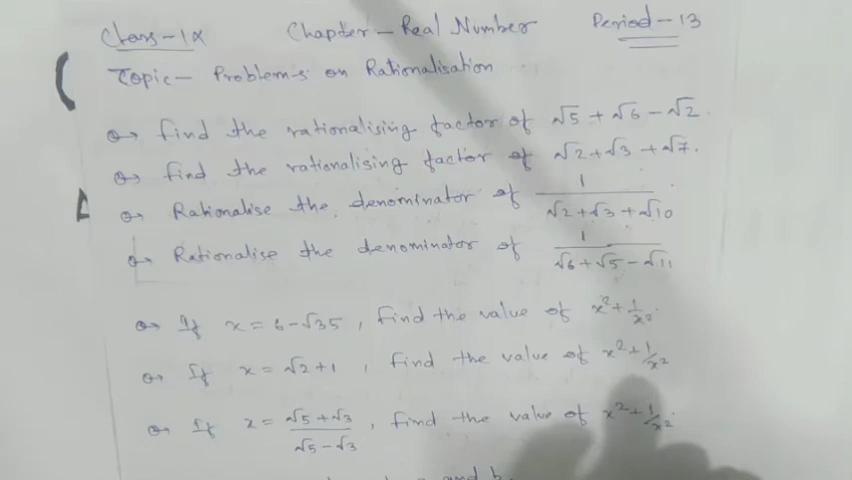 Class-IX Chapter - Real Number Period-13
Topic - Problems on Rationalisation
Q→ find the rationalising factor of √5 + √6 - √2.
Q→ find the rationalising factor of √2+√3 +√7.
Q→ Rationalise the denominator of 1/(√2+√3+√10)
Q→ Rationalise the denominator of 1/(√6+√5-√11)
Q→ If x = 6-√35, find the value of x²+1/x².
Q→ If x = √2+1, find the value of x²+1/x²
Q→ If x = (√5+√3)/(√5-√3), find the value of x²+1/x².
and b.